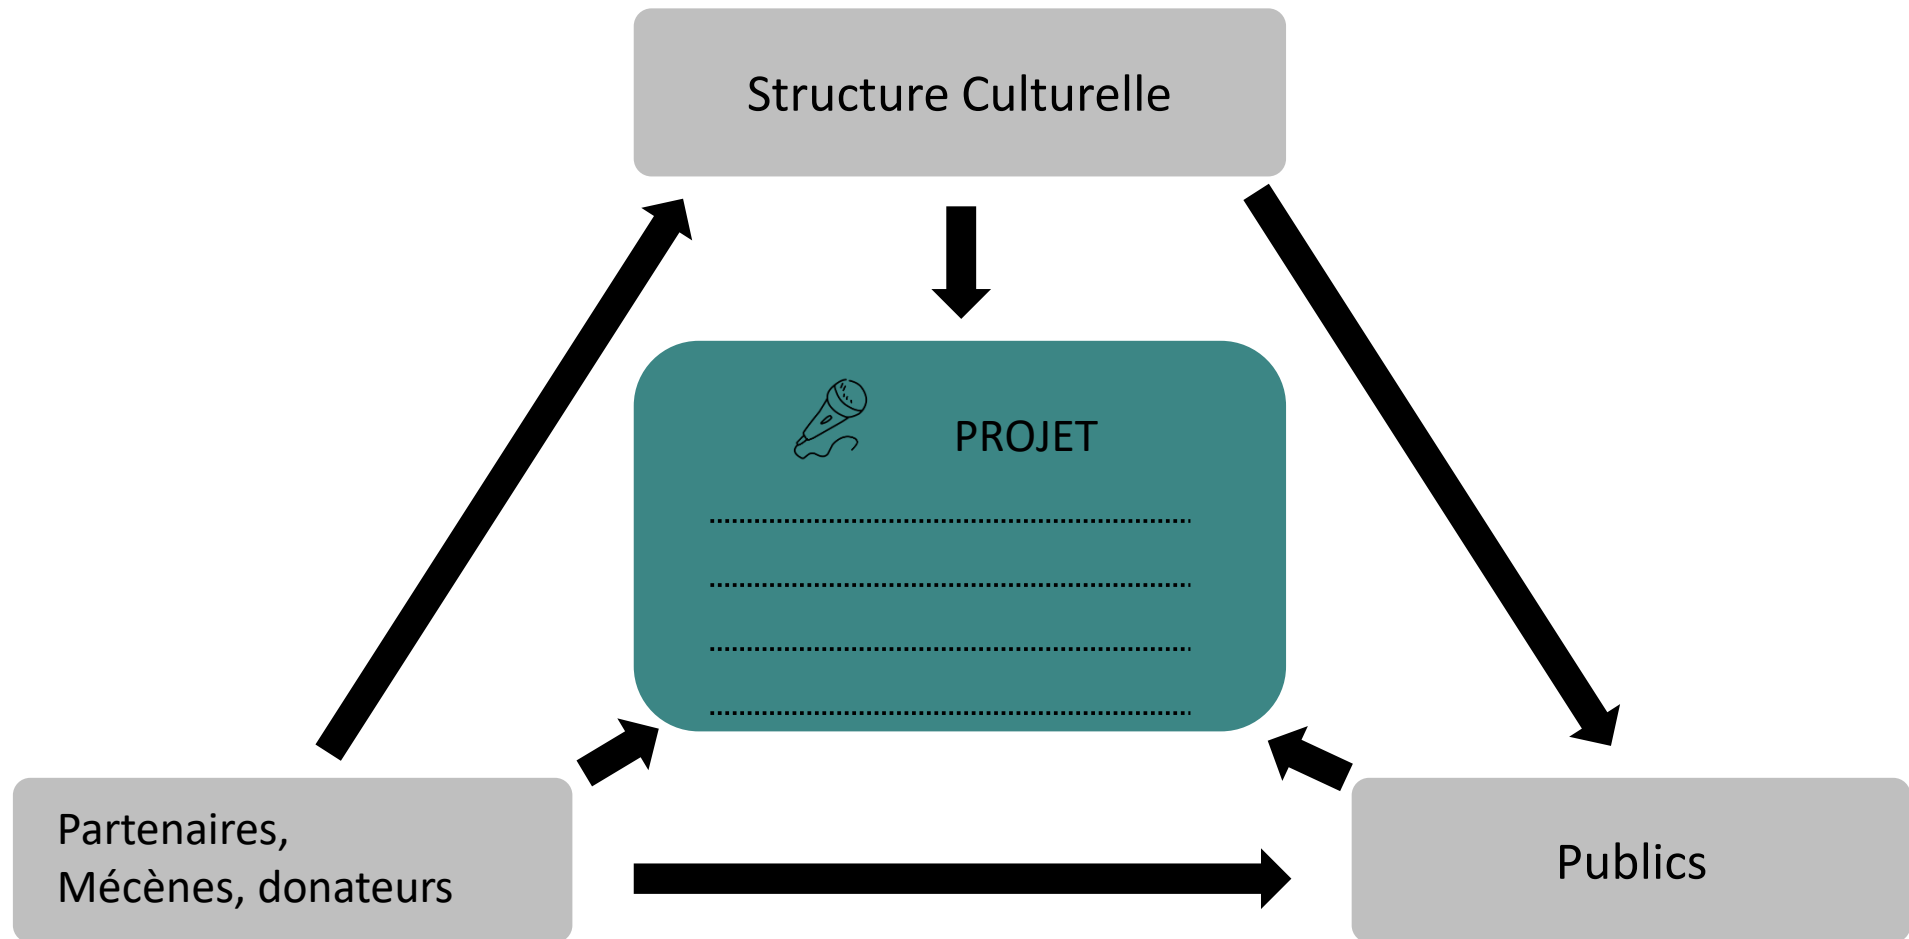 Structure Culturelle
PROJET
Partenaires,
Mécènes, donateurs
Publics